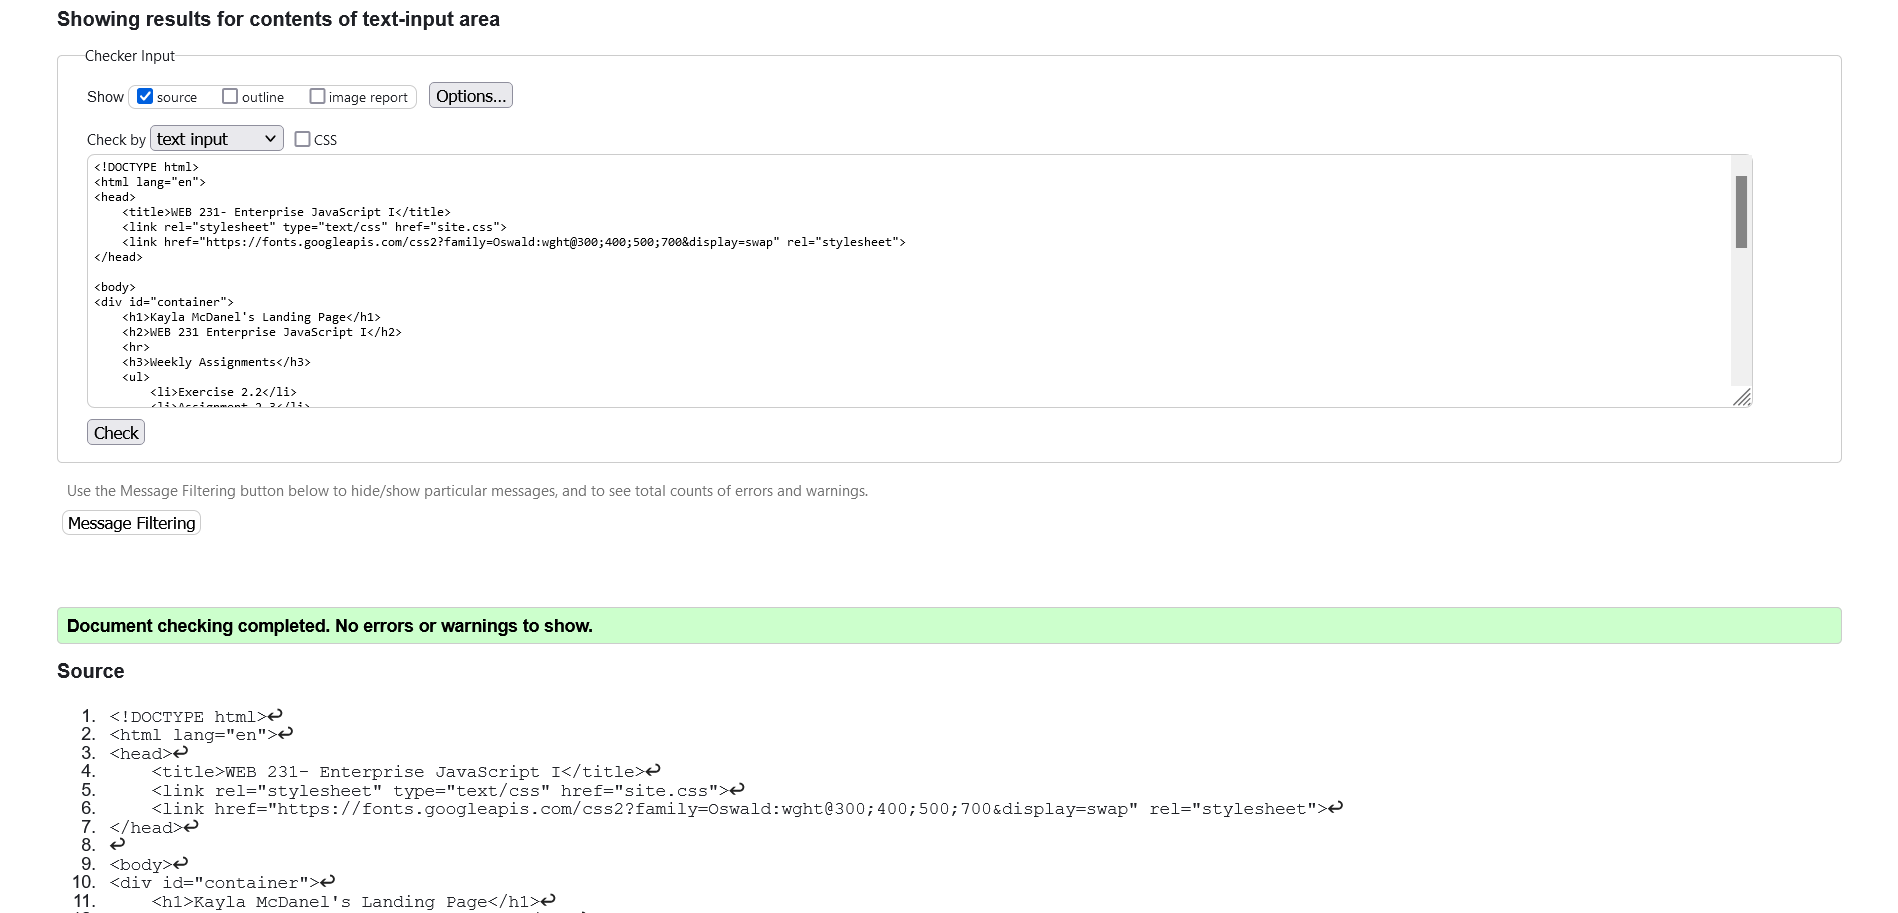 Showing results for contents of text-input area
Checker Input
Show source outline image report Options...
Check by text input CSS
<!DOCTYPE html>
<html lang="en">
<head>
    <title>WEB 231- Enterprise JavaScript I</title>
    <link rel="stylesheet" type="text/css" href="site.css">
    <link href="https://fonts.googleapis.com/css2?family=Oswald:wght@300;400;500;700&display=swap" rel="stylesheet">
</head>

<body>
<div id="container">
    <h1>Kayla McDanel's Landing Page</h1>
    <h2>WEB 231 Enterprise JavaScript I</h2>
    <hr>
    <h3>Weekly Assignments</h3>
    <ul>
        <li>Exercise 2.2</li>
        <li>Assignment 2.3</li>
Check
Use the Message Filtering button below to hide/show particular messages, and to see total counts of errors and warnings.
Message Filtering
Document checking completed. No errors or warnings to show.
Source
1. <!DOCTYPE html>↩
2. <html lang="en">↩
3. <head>↩
4.     <title>WEB 231- Enterprise JavaScript I</title>↩
5.     <link rel="stylesheet" type="text/css" href="site.css">↩
6.     <link href="https://fonts.googleapis.com/css2?family=Oswald:wght@300;400;500;700&display=swap" rel="stylesheet">↩
7. </head>↩
8. ↩
9. <body>↩
10. <div id="container">↩
11.     <h1>Kayla McDanel's Landing Page</h1>↩